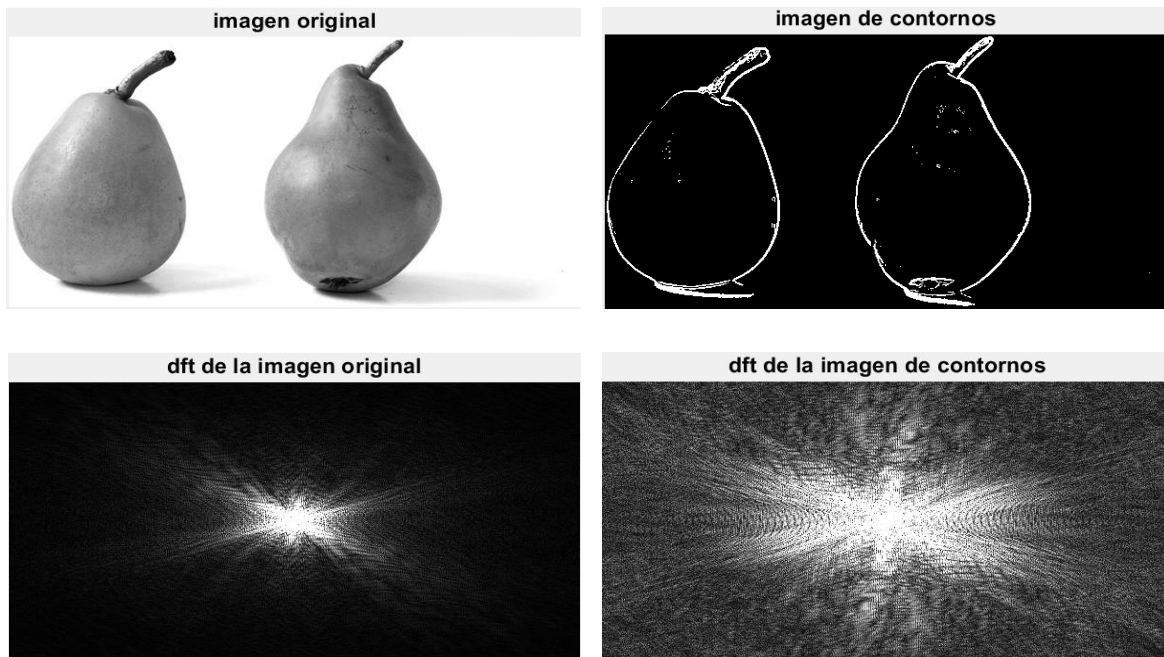 imagen original
imagen de contornos
dft de la imagen original
dft de la imagen de contornos